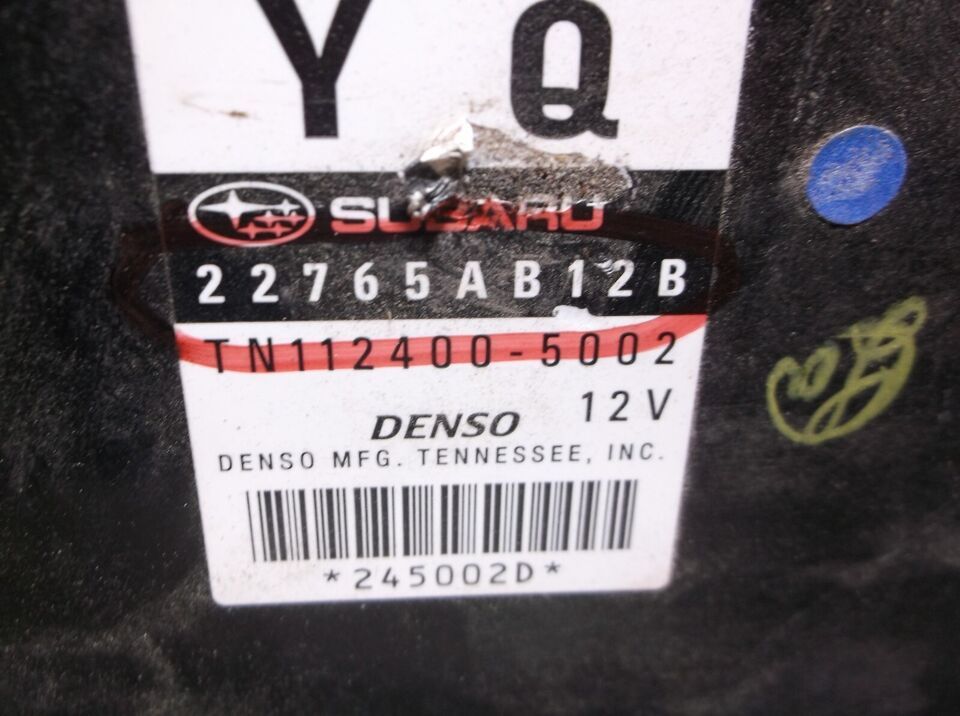 Y Q
SUBARU
22765AB12B
TN112400-5002
12V
DENSO
DENSO MFG. TENNESSEE, INC.
*245002D*